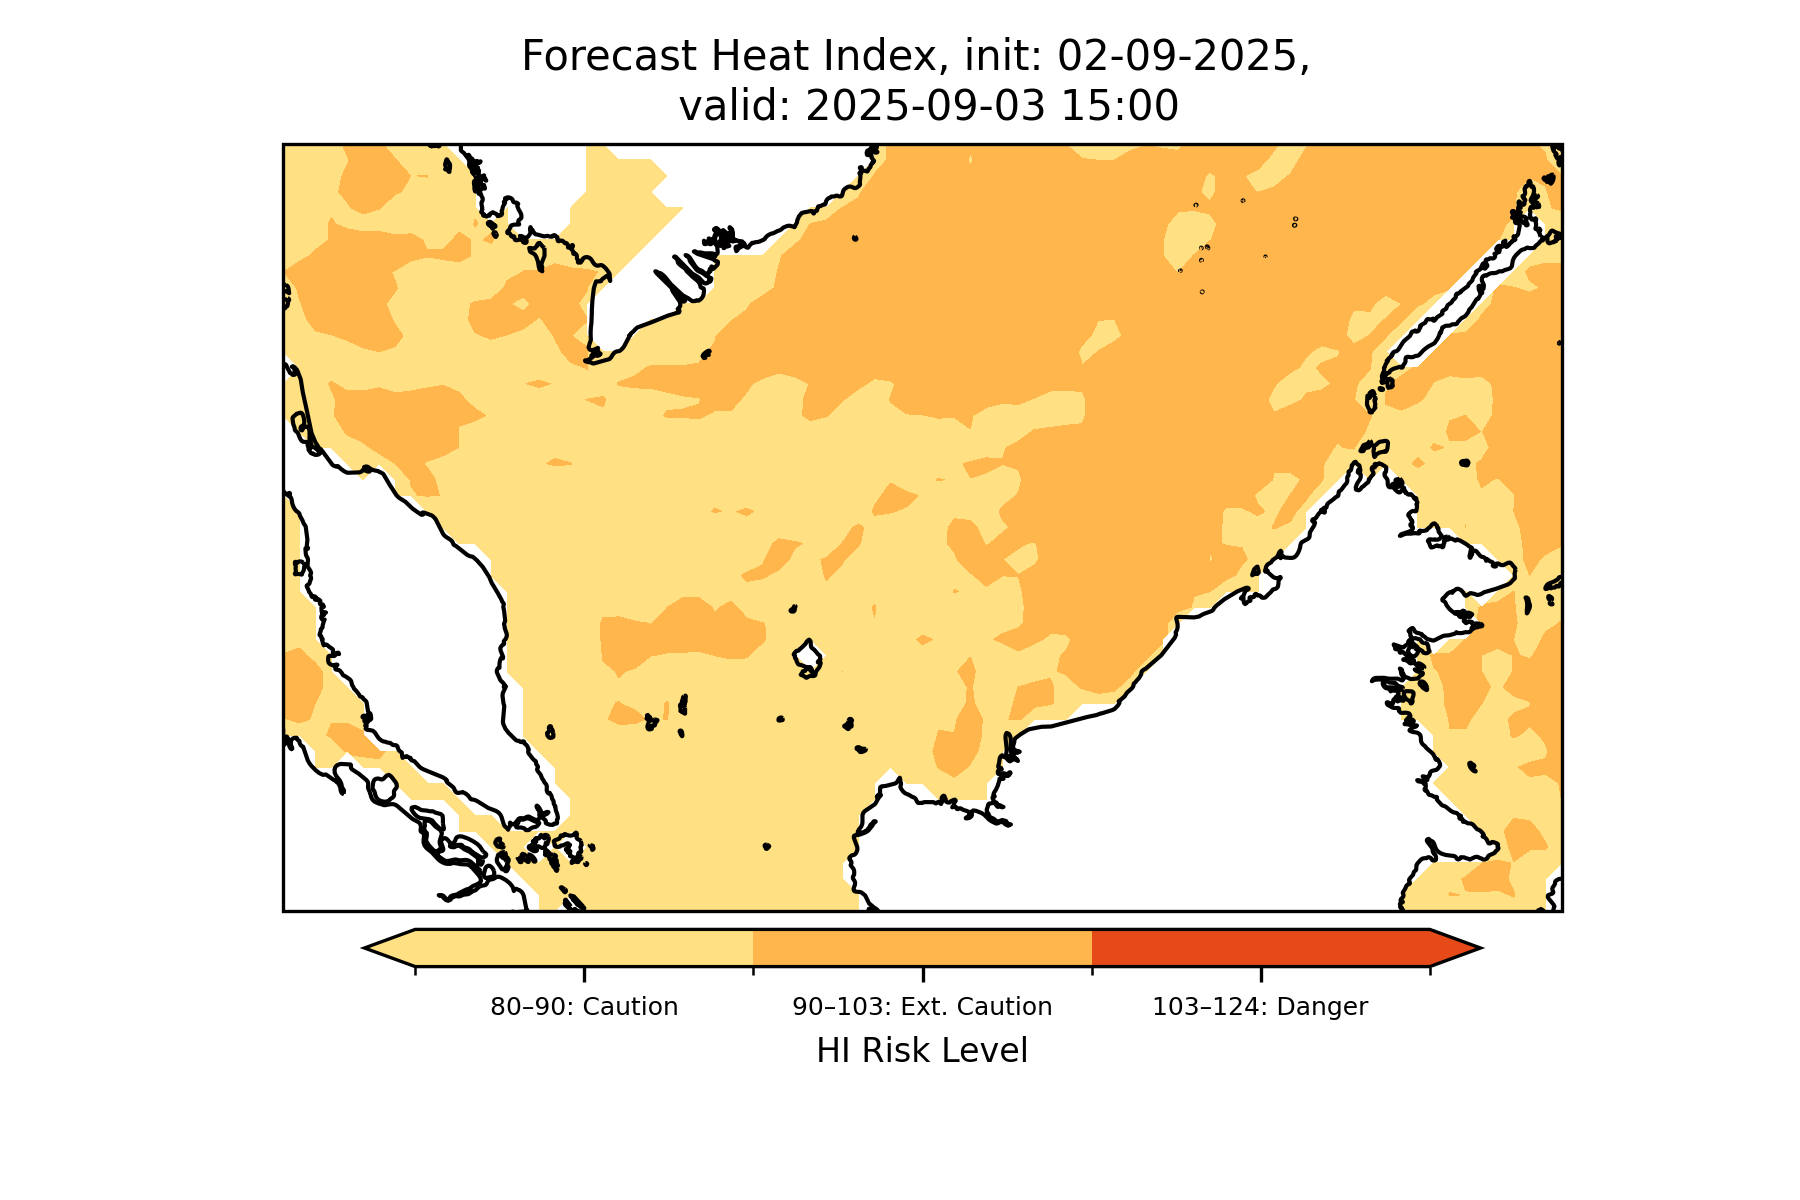 Forecast Heat Index, init: 02-09-2025,
valid: 2025-09-03 15:00
80–90: Caution
90–103: Ext. Caution
103–124: Danger
HI Risk Level